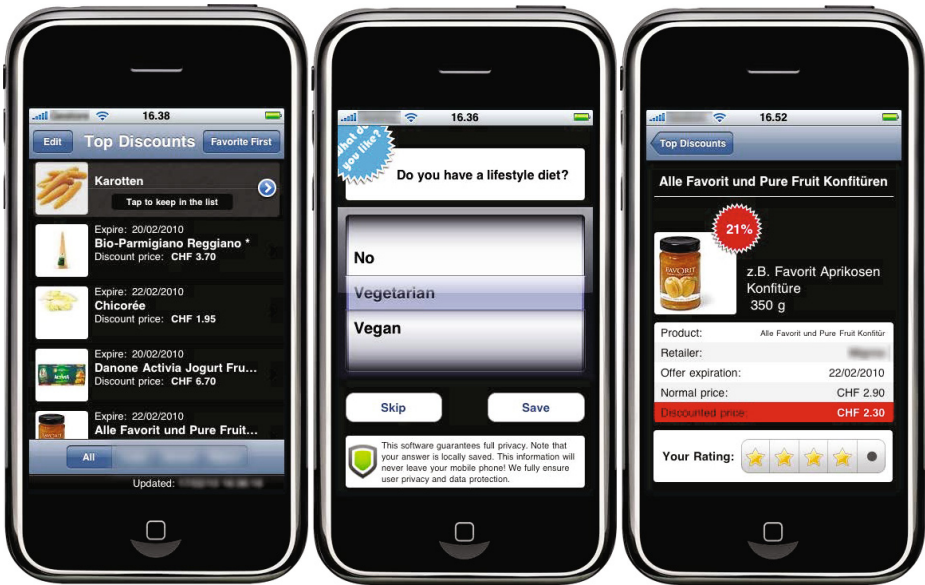 16.38
Edit
Top Discounts
Favorite First
Karotten
Tap to keep in the list
Expire: 20/02/2010
Bio-Parmigiano Reggiano *
Discount price: CHF 3.70
Expire: 22/02/2010
Chicorée
Discount price: CHF 1.95
Expire: 20/02/2010
Danone Activia Jogurt Fru...
Discount price: CHF 6.70
Expire: 22/02/2010
Alle Favorit und Pure Fruit...
All
Updated:
16.36
What do
you like?
Do you have a lifestyle diet?
No
Vegetarian
Vegan
Skip
Save
This software guarantees full privacy. Note that
your answer is locally saved. This information will
never leave your mobile phone! We fully ensure
user privacy and data protection.
16.52
Top Discounts
Alle Favorit und Pure Fruit Konfitüren
21%
FAVORIT
z.B. Favorit Aprikosen
Konfitüre
350 g
Product: Alle Favorit und Pure Fruit Konfitür
Retailer:
Offer expiration: 22/02/2010
Normal price: CHF 2.90
Discounted price: CHF 2.30
Your Rating: